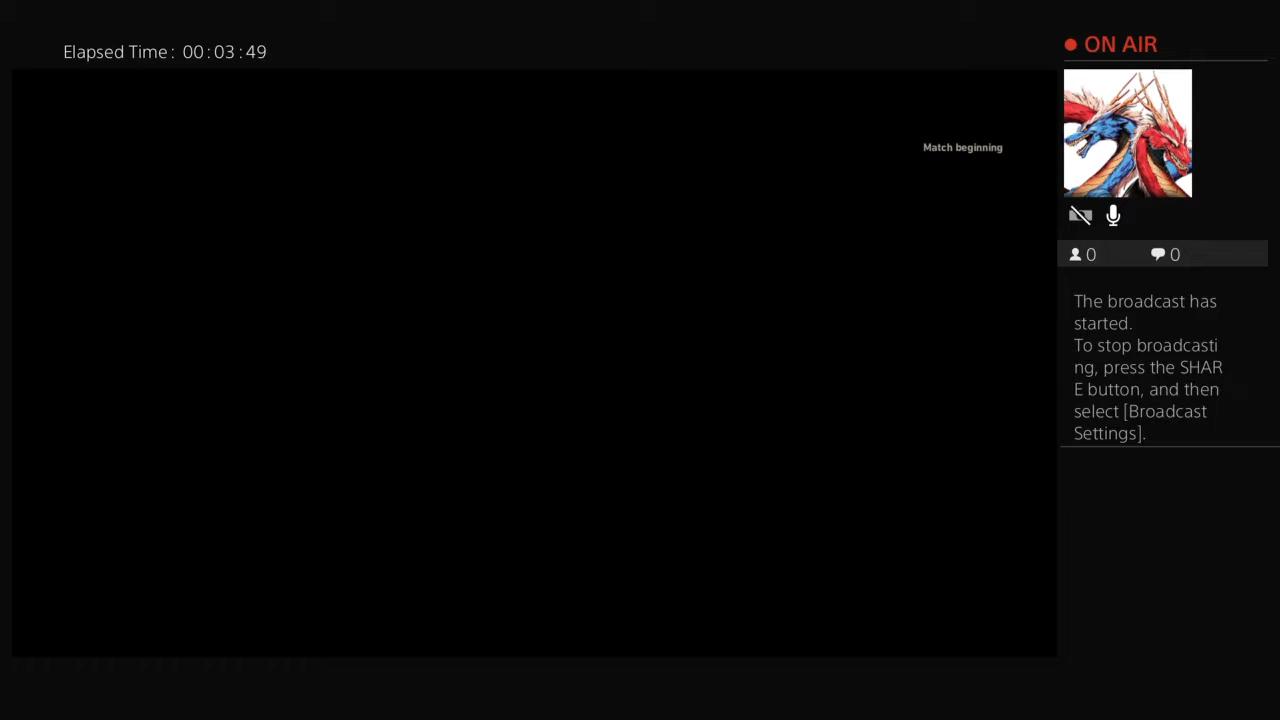 Elapsed Time: 00:03:49
ON AIR
Match beginning
0 0
The broadcast has
started.
To stop broadcasti
ng, press the SHAR
E button, and then
select [Broadcast
Settings].